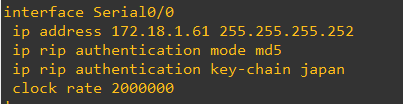 interface Serial0/0
ip address 172.18.1.61 255.255.255.252
ip rip authentication mode md5
ip rip authentication key-chain japan
clock rate 2000000